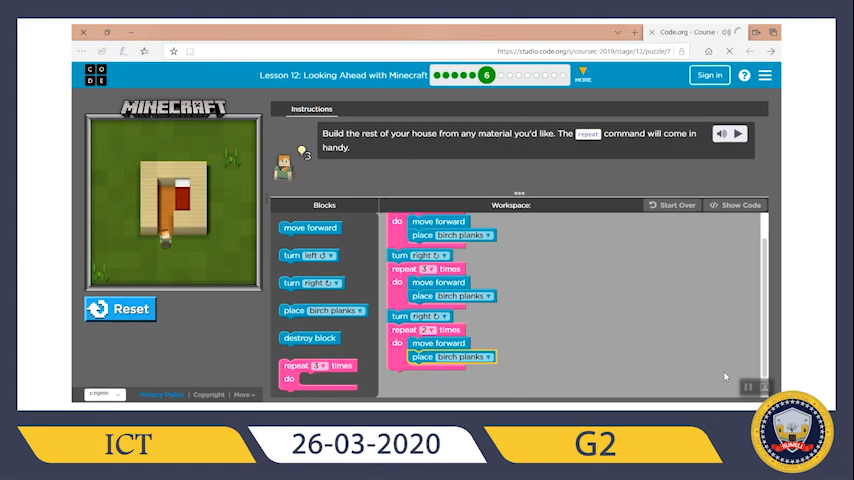 Code.org - Course
https://studio.code.org/s/coursec-2019/stage/12/puzzle/7
C O
D E
Lesson 12: Looking Ahead with Minecraft
6
MORE
Sign in
?
MINECRAFT
Instructions
3
Build the rest of your house from any material you'd like. The repeat command will come in
handy.
Blocks
Workspace:
Start Over
</> Show Code
move forward
turn left
turn right
place birch planks
destroy block
repeat 3 times
do
do move forward
place birch planks
turn right
repeat 3 times
do move forward
place birch planks
turn right
repeat 2 times
do move forward
place birch planks
Reset
English
Privacy Policy | Copyright | More
ICT
26-03-2020
G2